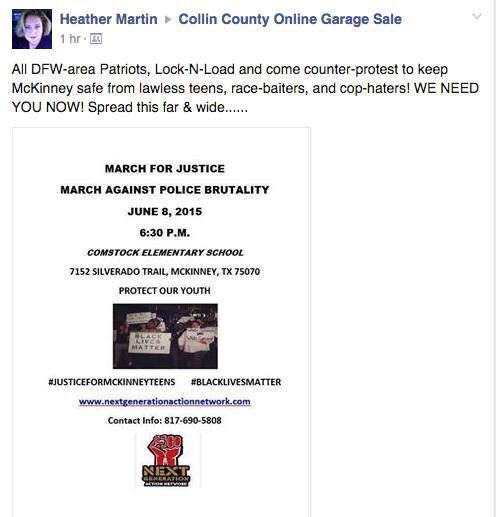 Heather Martin ▸ Collin County Online Garage Sale
1 hr ·
All DFW-area Patriots, Lock-N-Load and come counter-protest to keep
McKinney safe from lawless teens, race-baiters, and cop-haters! WE NEED
YOU NOW! Spread this far & wide......
MARCH FOR JUSTICE
MARCH AGAINST POLICE BRUTALITY
JUNE 8, 2015
6:30 P.M.
COMSTOCK ELEMENTARY SCHOOL
7152 SILVERADO TRAIL, MCKINNEY, TX 75070
PROTECT OUR YOUTH
BLACK
LIVES
MATTER
#JUSTICEFORMCKINNEYTEENS #BLACKLIVESMATTER
www.nextgenerationactionnetwork.com
Contact Info: 817-690-5808
NEXT
GENERATION
ACTION NETWORK